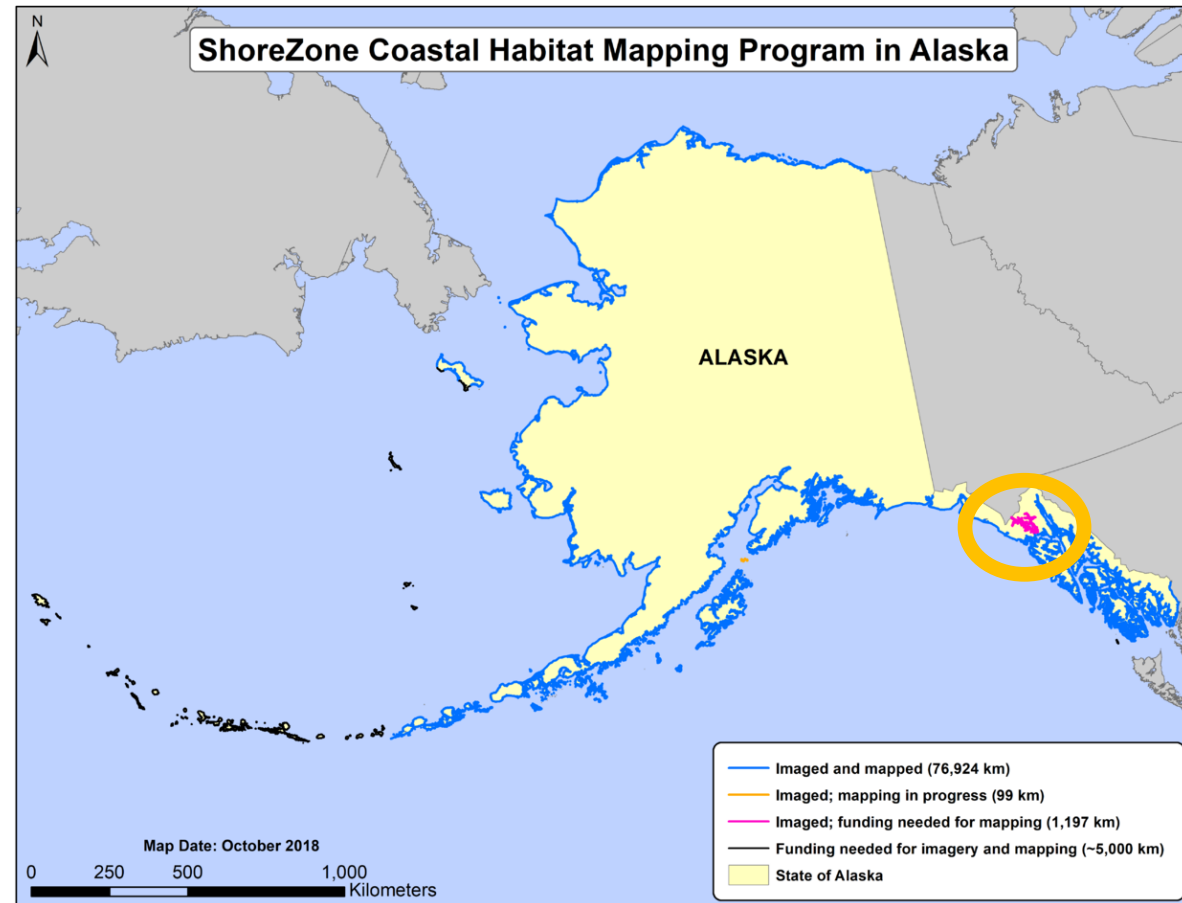 N
ShoreZone Coastal Habitat Mapping Program in Alaska
ALASKA
Imaged and mapped (76,924 km)
Imaged; mapping in progress (99 km)
Imaged; funding needed for mapping (1,197 km)
Funding needed for imagery and mapping (~5,000 km)
State of Alaska
Map Date: October 2018
0 250 500 1,000
Kilometers